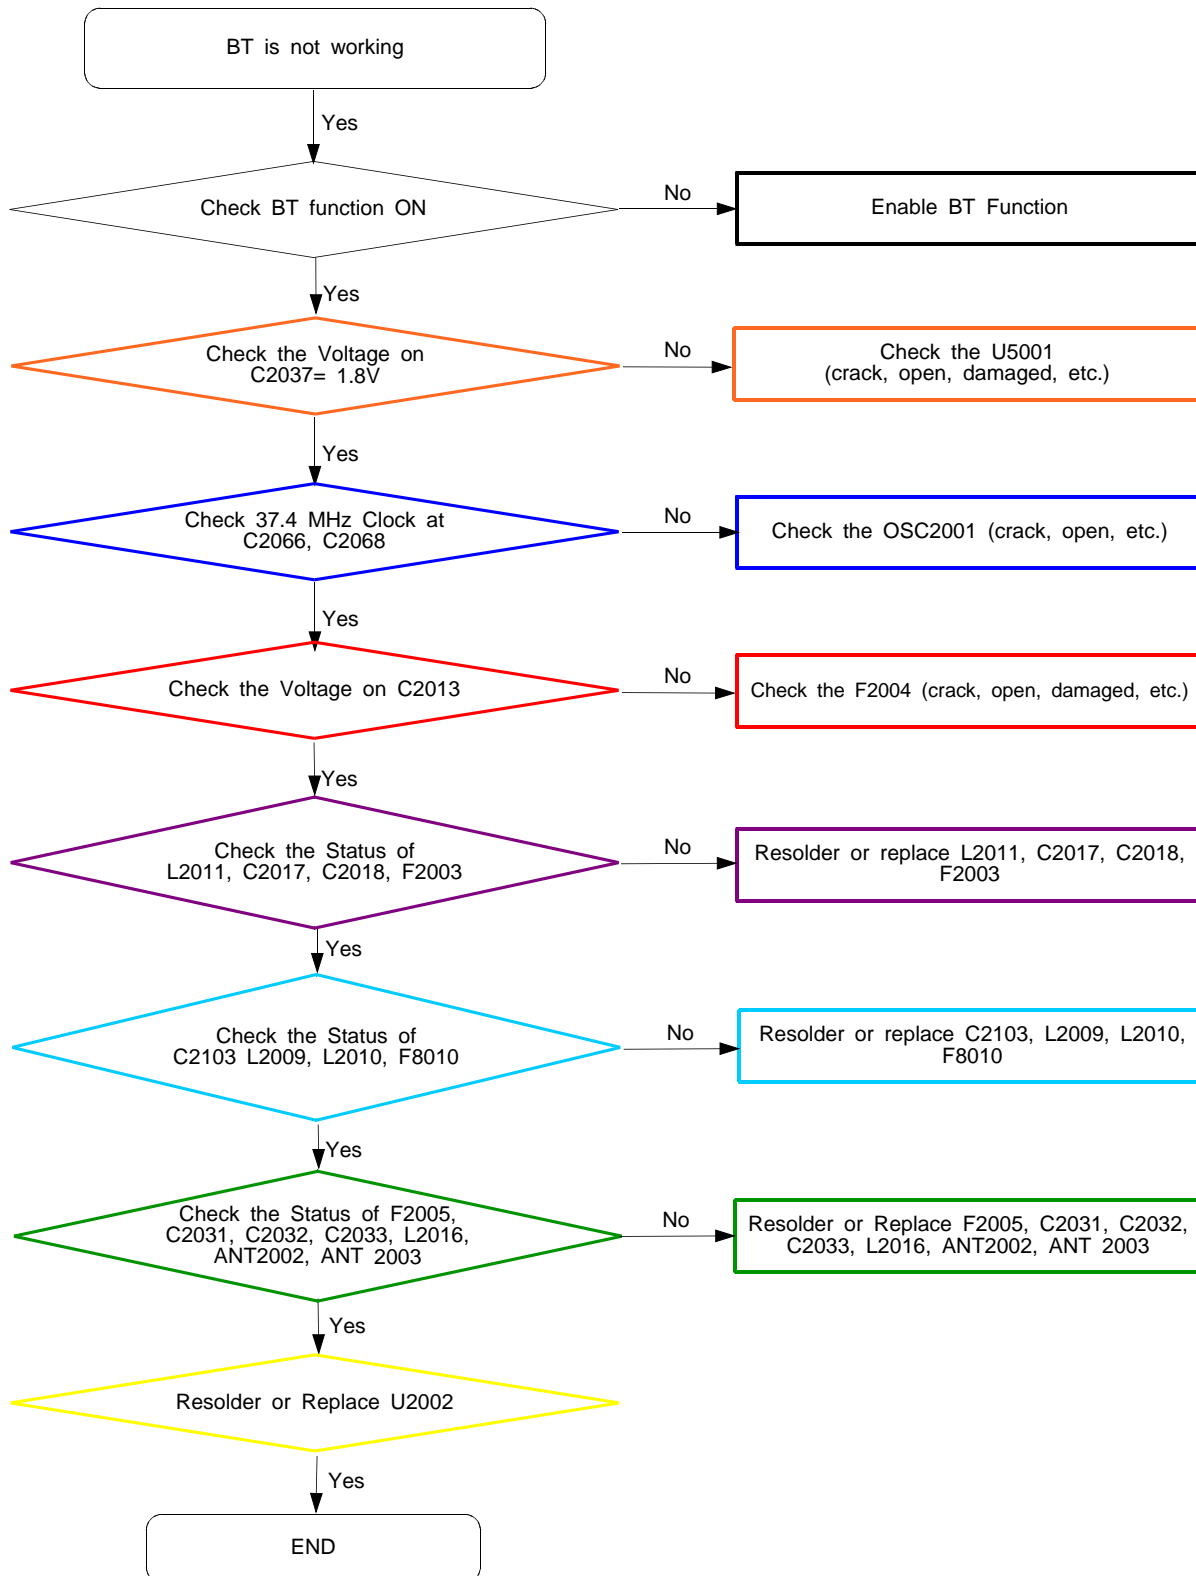 BT is not working
Yes
Check BT function ON
No
Enable BT Function
Yes
Check the Voltage on
C2037= 1.8V
No
Check the U5001
(crack, open, damaged, etc.)
Yes
Check 37.4 MHz Clock at
C2066, C2068
No
Check the OSC2001 (crack, open, etc.)
Yes
Check the Voltage on C2013
No
Check the F2004 (crack, open, damaged, etc.)
Yes
Check the Status of
L2011, C2017, C2018, F2003
No
Resolder or replace L2011, C2017, C2018,
F2003
Yes
Check the Status of
C2103 L2009, L2010, F8010
No
Resolder or replace C2103, L2009, L2010,
F8010
Yes
Check the Status of F2005,
C2031, C2032, C2033, L2016,
ANT2002, ANT 2003
No
Resolder or Replace F2005, C2031, C2032,
C2033, L2016, ANT2002, ANT 2003
Yes
Resolder or Replace U2002
Yes
END